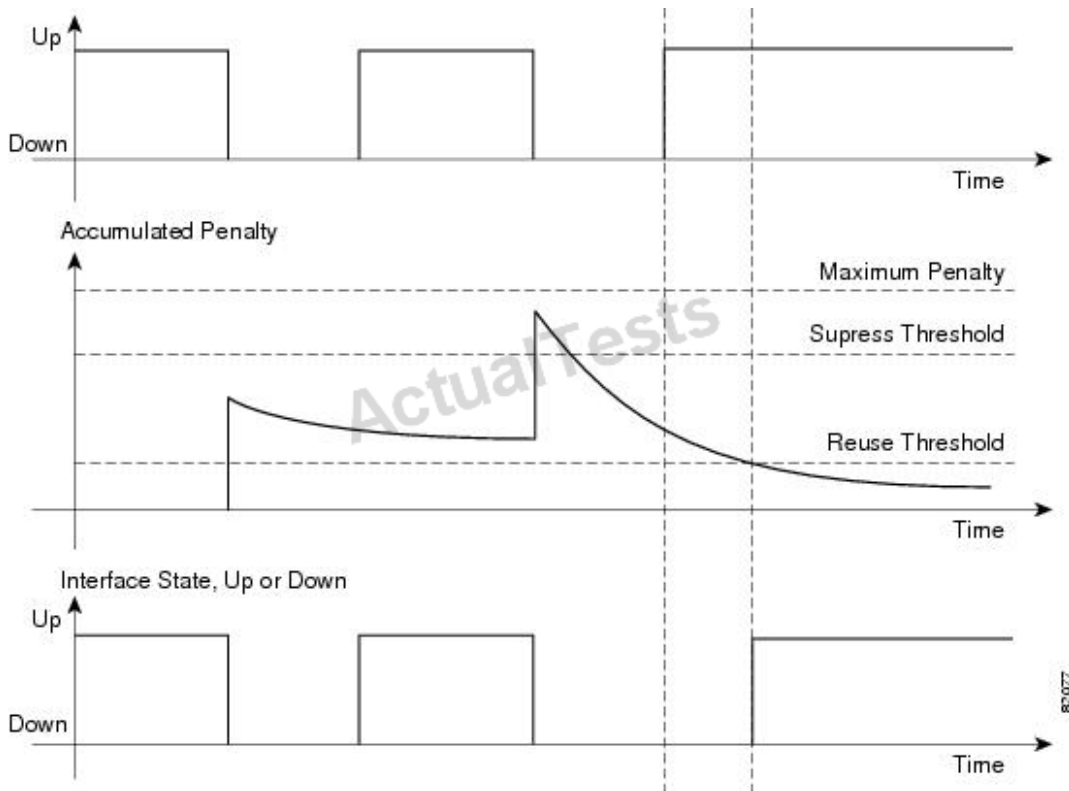 Up
Down
Time
Accumulated Penalty
Maximum Penalty
Supress Threshold
ActualTests
Reuse Threshold
Time
Interface State, Up or Down
Up
Down
Time
82077